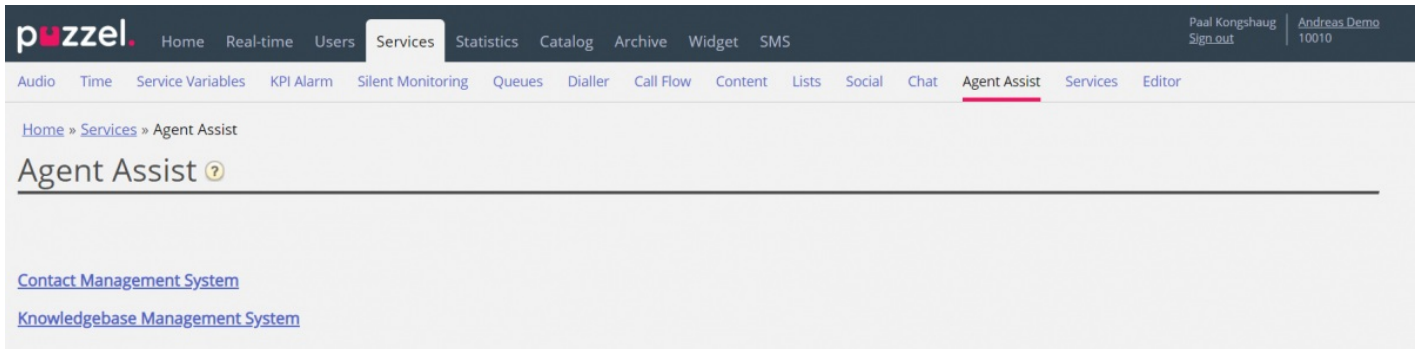 puzzel.
Home Real-time Users Services Statistics Catalog Archive Widget SMS
Paal Kongshaug Andreas Demo
Sign out 10010
Audio Time Service Variables KPI Alarm Silent Monitoring Queues Dialler Call Flow Content Lists Social Chat Agent Assist Services Editor
Home » Services » Agent Assist
Agent Assist ?
Contact Management System
Knowledgebase Management System